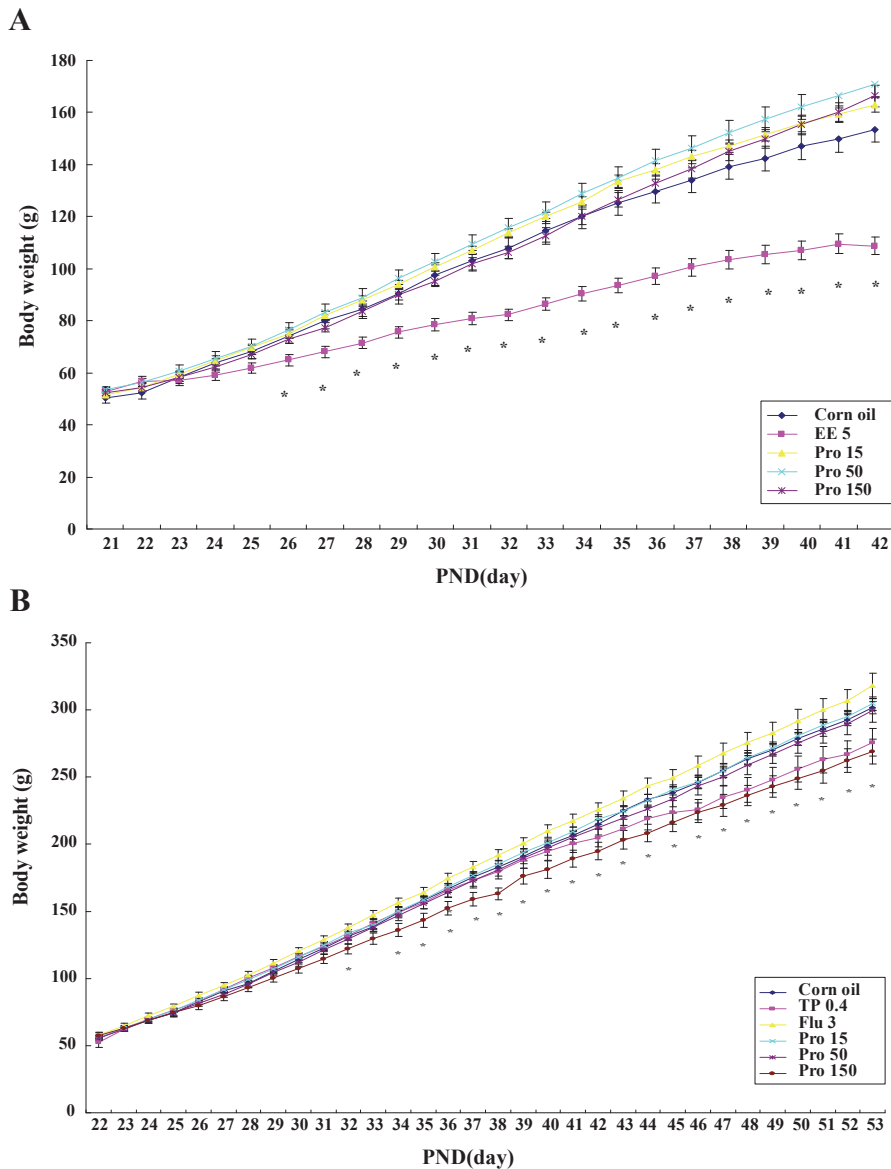 A
180
160
140
120
100
80
60
40
20
0
Body weight (g)
* * * * * * * * * * * * * * * * *
Corn oil
EE 5
Pro 15
Pro 50
Pro 150
21 22 23 24 25 26 27 28 29 30 31 32 33 34 35 36 37 38 39 40 41 42
PND(day)
B
350
300
250
200
150
100
50
0
Body weight (g)
* * * * * * * * * * * * * * * * * * * * *
Corn oil
TP 0.4
Flu 3
Pro 15
Pro 50
Pro 150
22 23 24 25 26 27 28 29 30 31 32 33 34 35 36 37 38 39 40 41 42 43 44 45 46 47 48 49 50 51 52 53
PND(day)